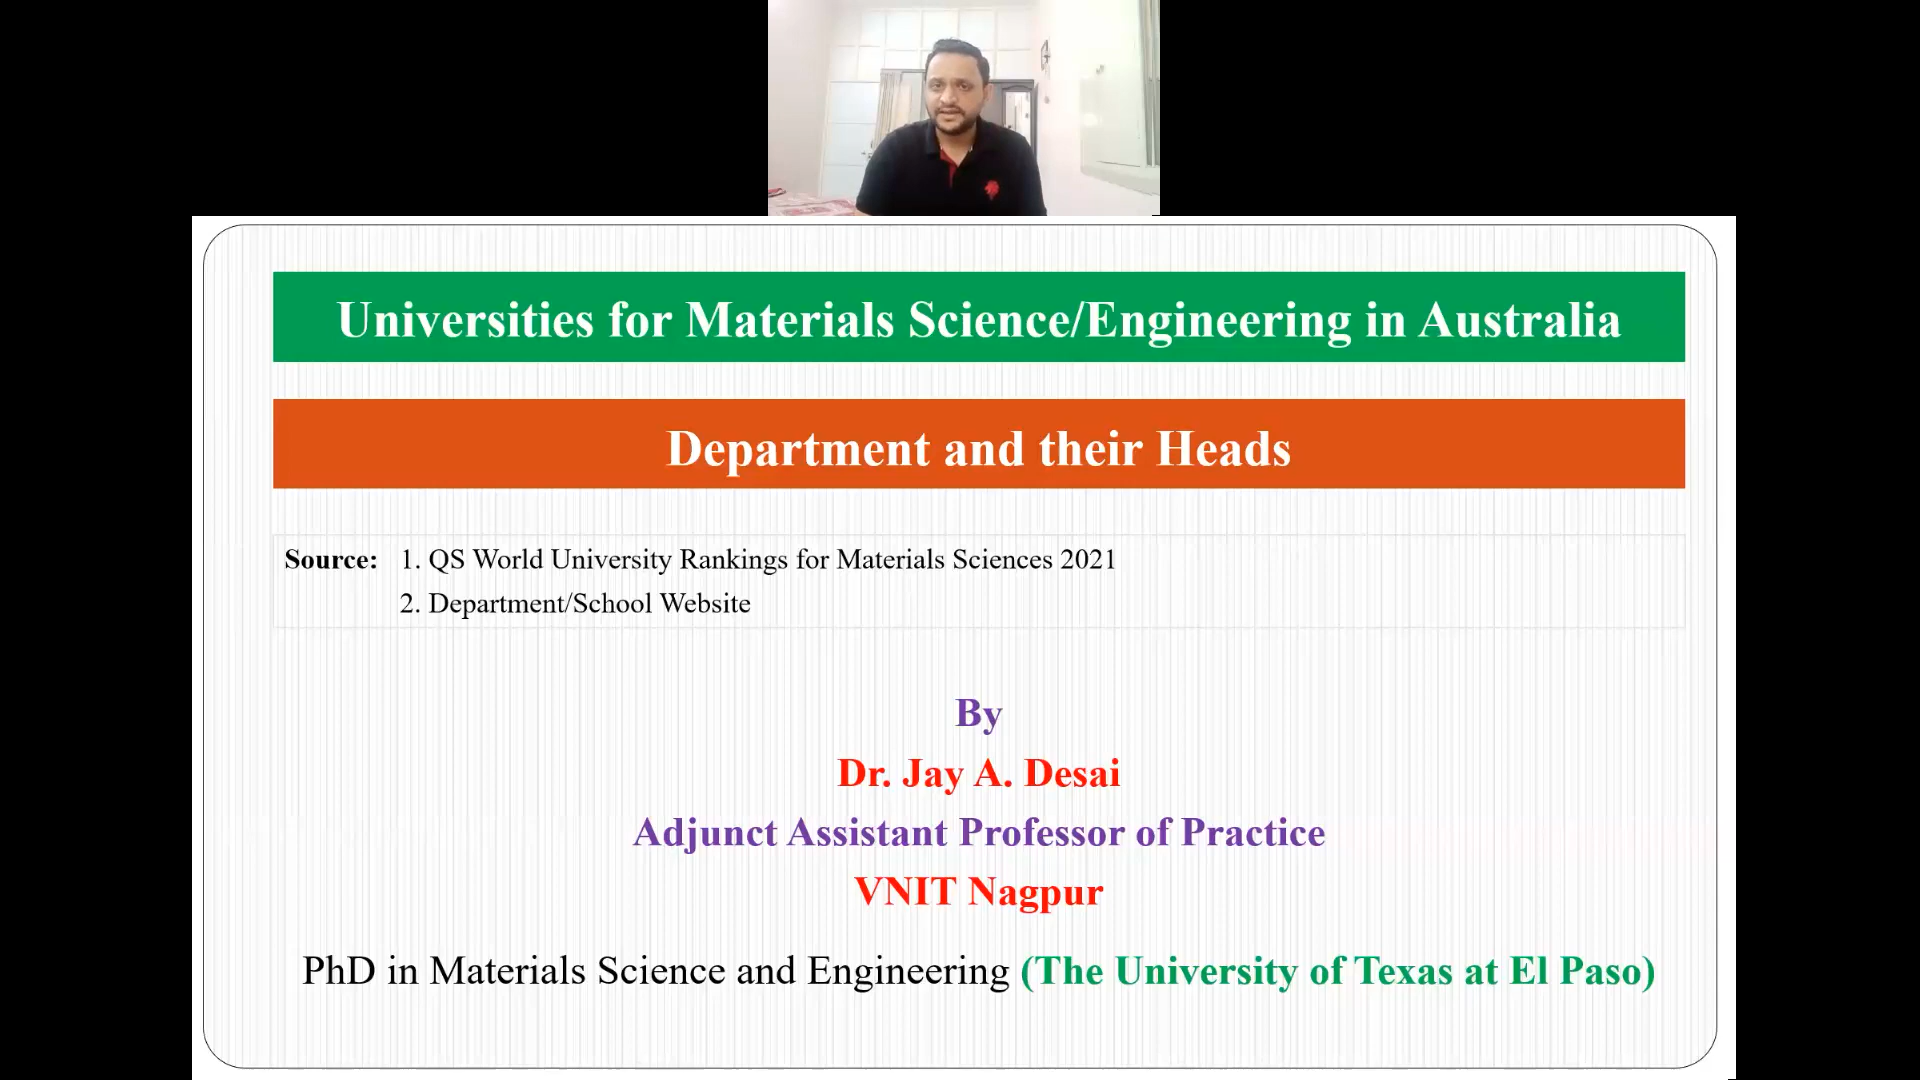 Universities for Materials Science/Engineering in Australia
Department and their Heads
Source: 1. QS World University Rankings for Materials Sciences 2021
2. Department/School Website
By
Dr. Jay A. Desai
Adjunct Assistant Professor of Practice
VNIT Nagpur
PhD in Materials Science and Engineering (The University of Texas at El Paso)